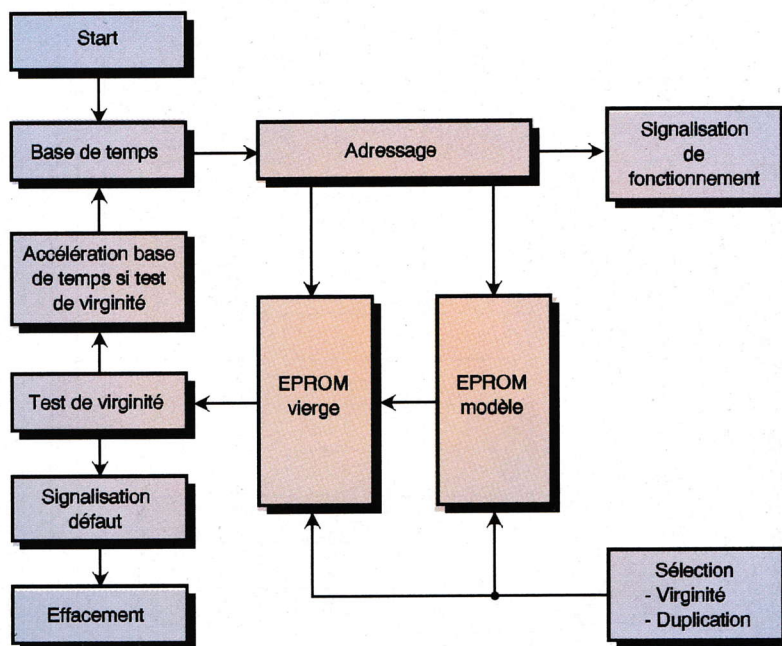 Start
Base de temps
Adressage
Signalisation
de
fonctionnement
Accélération base
de temps si test
de virginité
EPROM
vierge
EPROM
modèle
Test de virginité
Signalisation
défaut
Effacement
Sélection
- Virginité
- Duplication